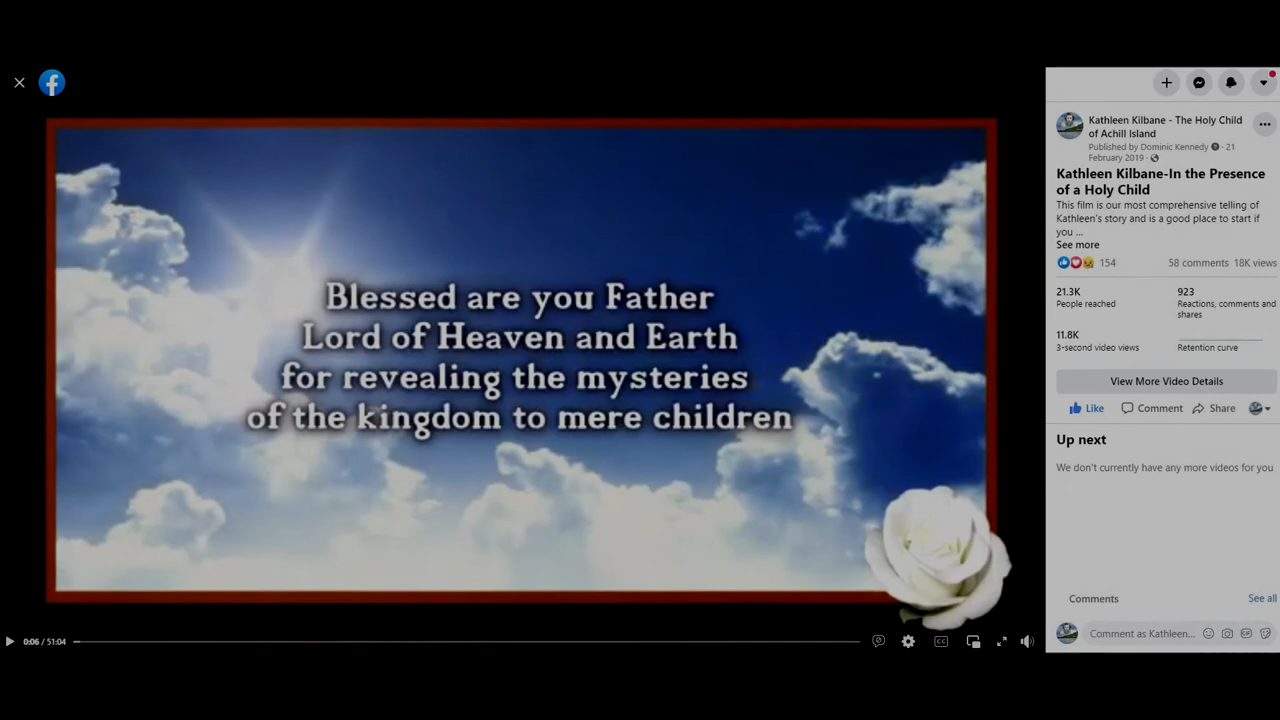 Blessed are you Father
Lord of Heaven and Earth
for revealing the mysteries
of the kingdom to mere children
0:06 / 51:04
Kathleen Kilbane - The Holy Child
of Achill Island
Published by Dominic Kennedy · 21
February 2019 ·
Kathleen Kilbane-In the Presence
of a Holy Child
This film is our most comprehensive telling of
Kathleen's story and is a good place to start if
you ...
See more
154
58 comments 18K views
21.3K
People reached
923
Reactions, comments and
shares
11.8K
3-second video views
Retention curve
View More Video Details
Like Comment Share
Up next
We don't currently have any more videos for you
Comments
See all
Comment as Kathleen...